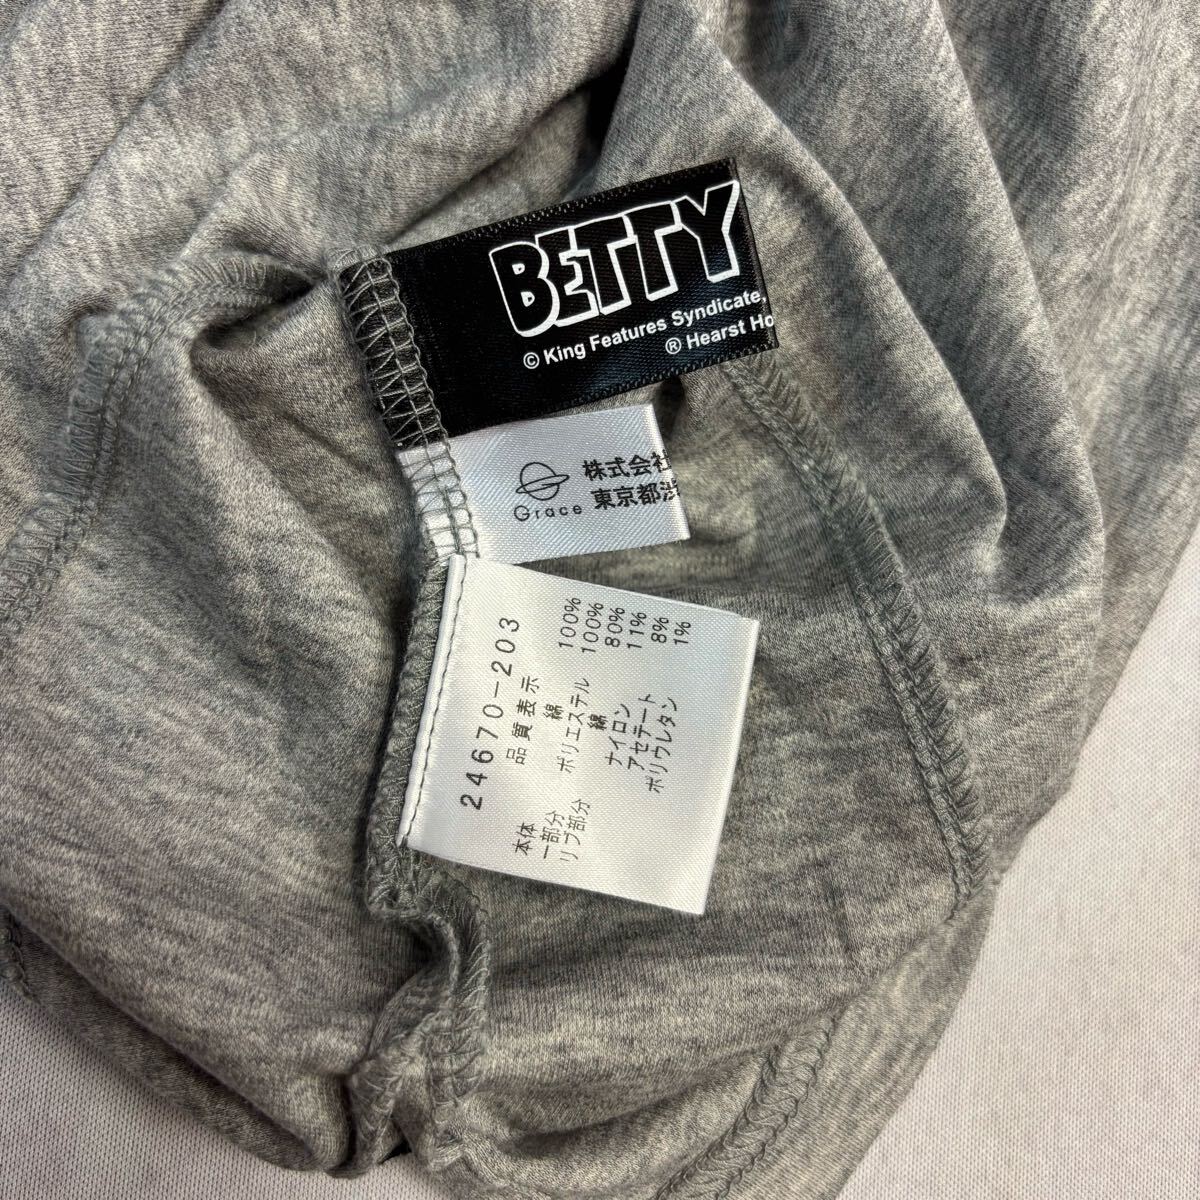 BETTY
© King Features Syndicate,
® Hearst Ho
Grace
株式会社
東京都渋
24670-203
品質表示
本体 綿 100%
一部分 ポリエステル 100%
リブ部分 綿 80%
ナイロン 11%
アセテート 8%
ポリウレタン 1%